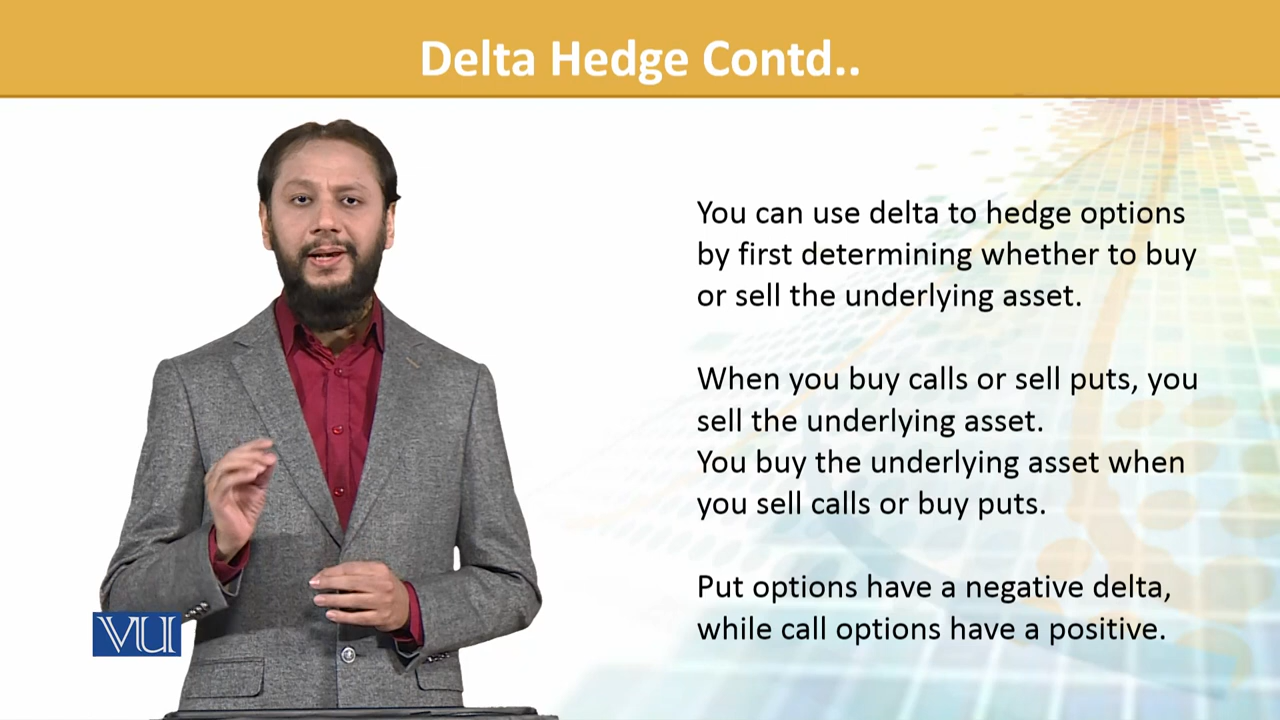 Delta Hedge Contd..
You can use delta to hedge options
by first determining whether to buy
or sell the underlying asset.
When you buy calls or sell puts, you
sell the underlying asset.
You buy the underlying asset when
you sell calls or buy puts.
Put options have a negative delta,
while call options have a positive.
VU